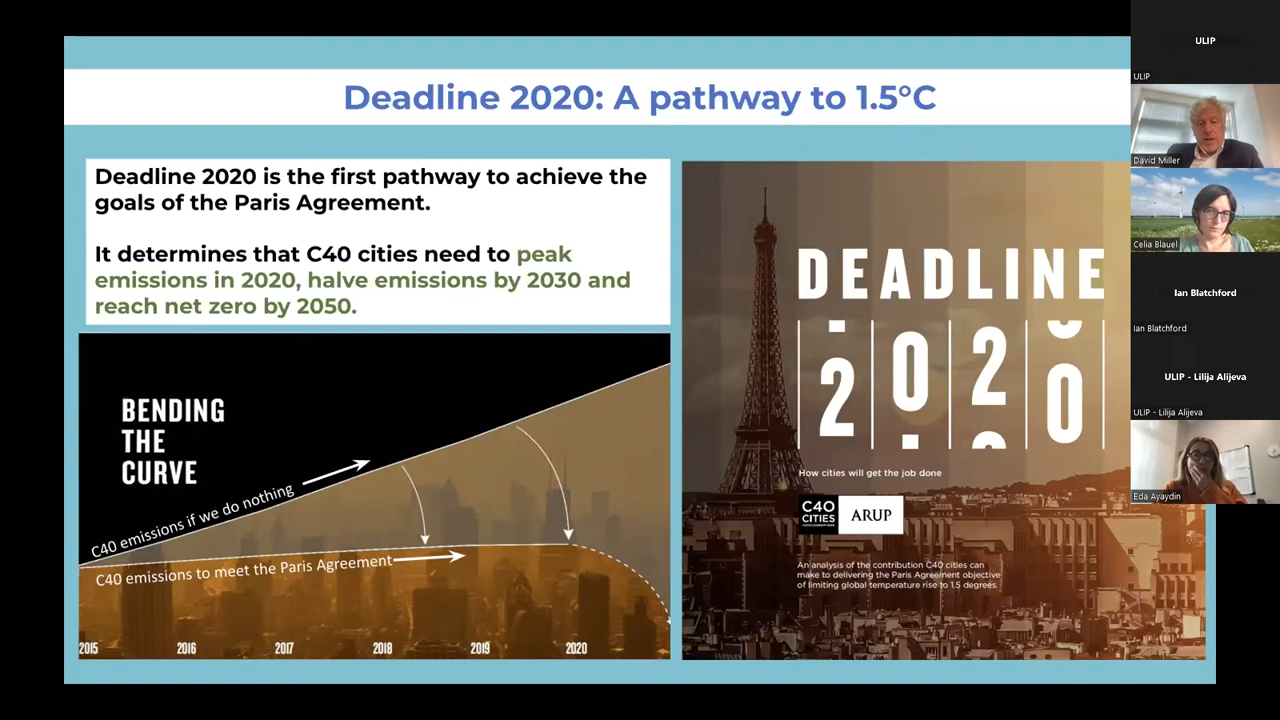 Deadline 2020: A pathway to 1.5°C
Deadline 2020 is the first pathway to achieve the
goals of the Paris Agreement.
It determines that C40 cities need to peak
emissions in 2020, halve emissions by 2030 and
reach net zero by 2050.
BENDING
THE
CURVE
C40 emissions if we do nothing
C40 emissions to meet the Paris Agreement
2015 2016 2017 2018 2019 2020
DEADLINE
2020
How cities will get the job done
C40
CITIES
ARUP
An analysis of the contribution C40 cities can
make to delivering the Paris Agreement objective
of limiting global temperature rise to 1.5 degrees.
ULIP
ULIP
David Miller
Celia Blauel
Ian Blatchford
Ian Blatchford
ULIP - Lilija Alijeva
ULIP - Lilija Alijeva
Eda Ayaydin